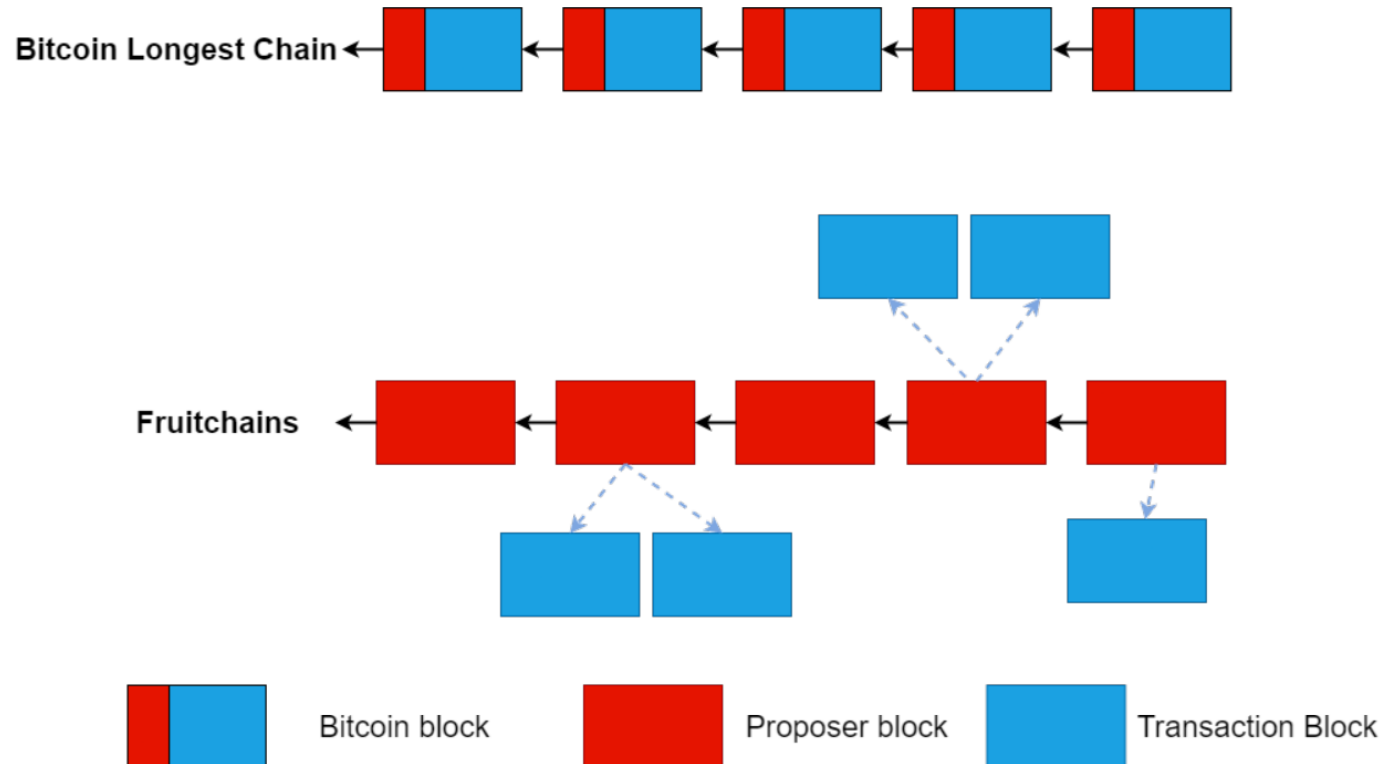 Bitcoin Longest Chain
Fruitchains
Bitcoin block
Proposer block
Transaction Block